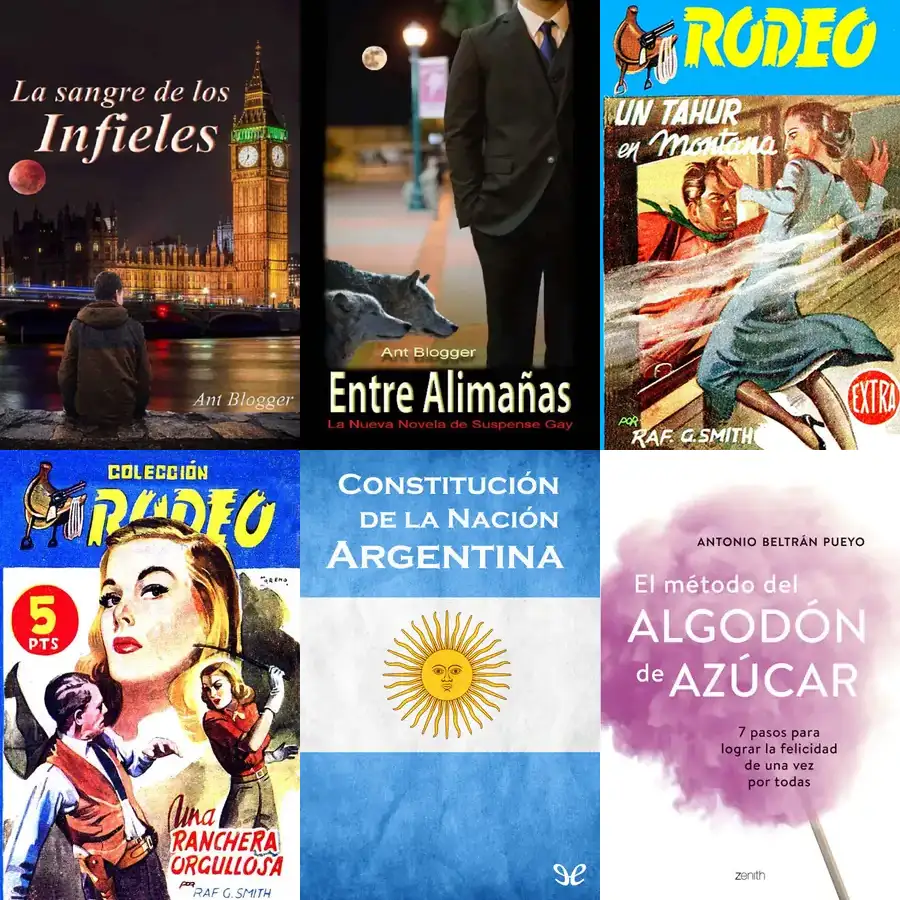 La sangre de los
Infieles
Ant Blogger
Ant Blogger
Entre Alimañas
La Nueva Novela de Suspense Gay
RODEO
UN TAHUR
en Montana
EXTRA
POR
RAF. G. SMITH
COLECCIÓN
RODEO
5
PTS
Una
RANCHERA
ORGULLOSA
POR
RAF G. SMITH
CONSTITUCIÓN
DE LA NACIÓN
ARGENTINA
ANTONIO BELTRÁN PUEYO
El método del
ALGODÓN
de AZÚCAR
7 pasos para
lograr la felicidad
de una vez
por todas
zenith